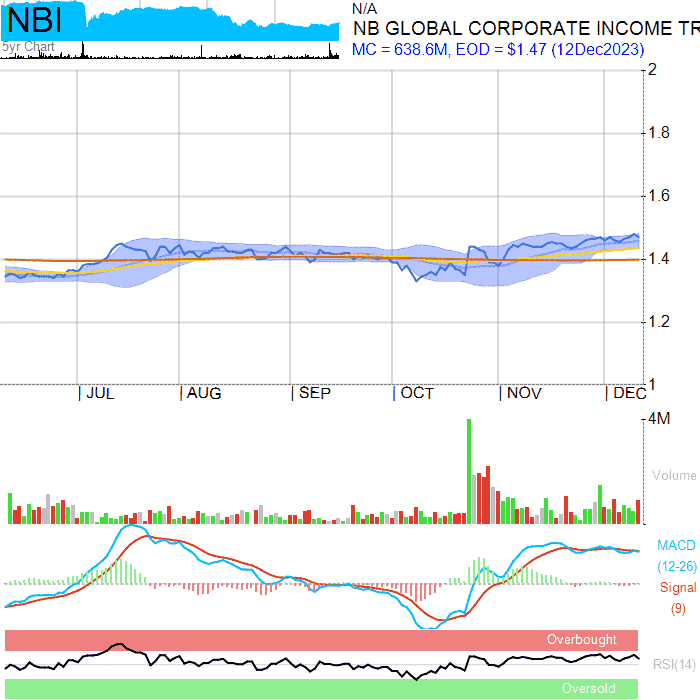 NBI
5yr Chart
N/A
NB GLOBAL CORPORATE INCOME TR
MC = 638.6M, EOD = $1.47 (12Dec2023)
2
1.8
1.6
1.4
1.2
1
| JUL | AUG | SEP | OCT | NOV | DEC
4M
Volume
MACD
(12-26)
Signal
(9)
Overbought
RSI(14)
Oversold